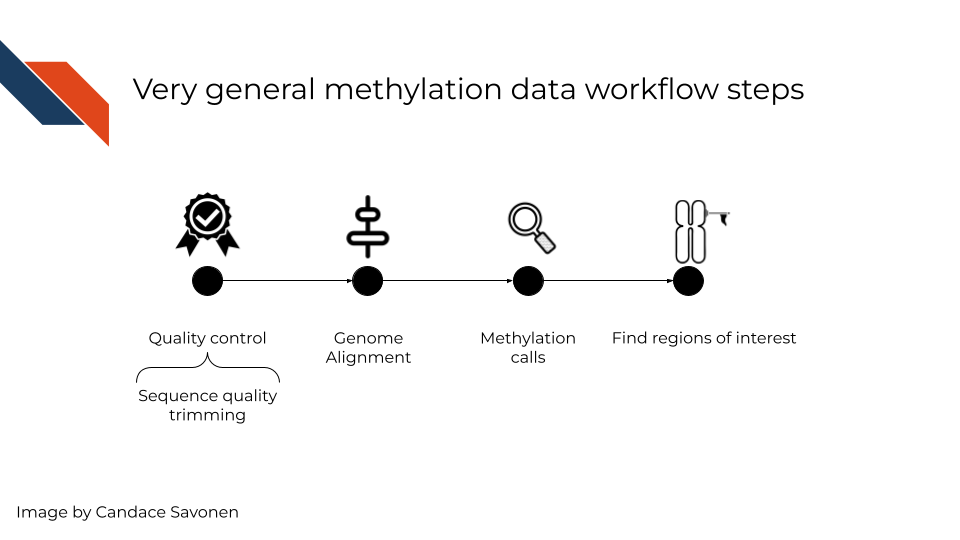 Very general methylation data workflow steps
Quality control
Genome
Alignment
Methylation
calls
Find regions of interest
Sequence quality
trimming
Image by Candace Savonen